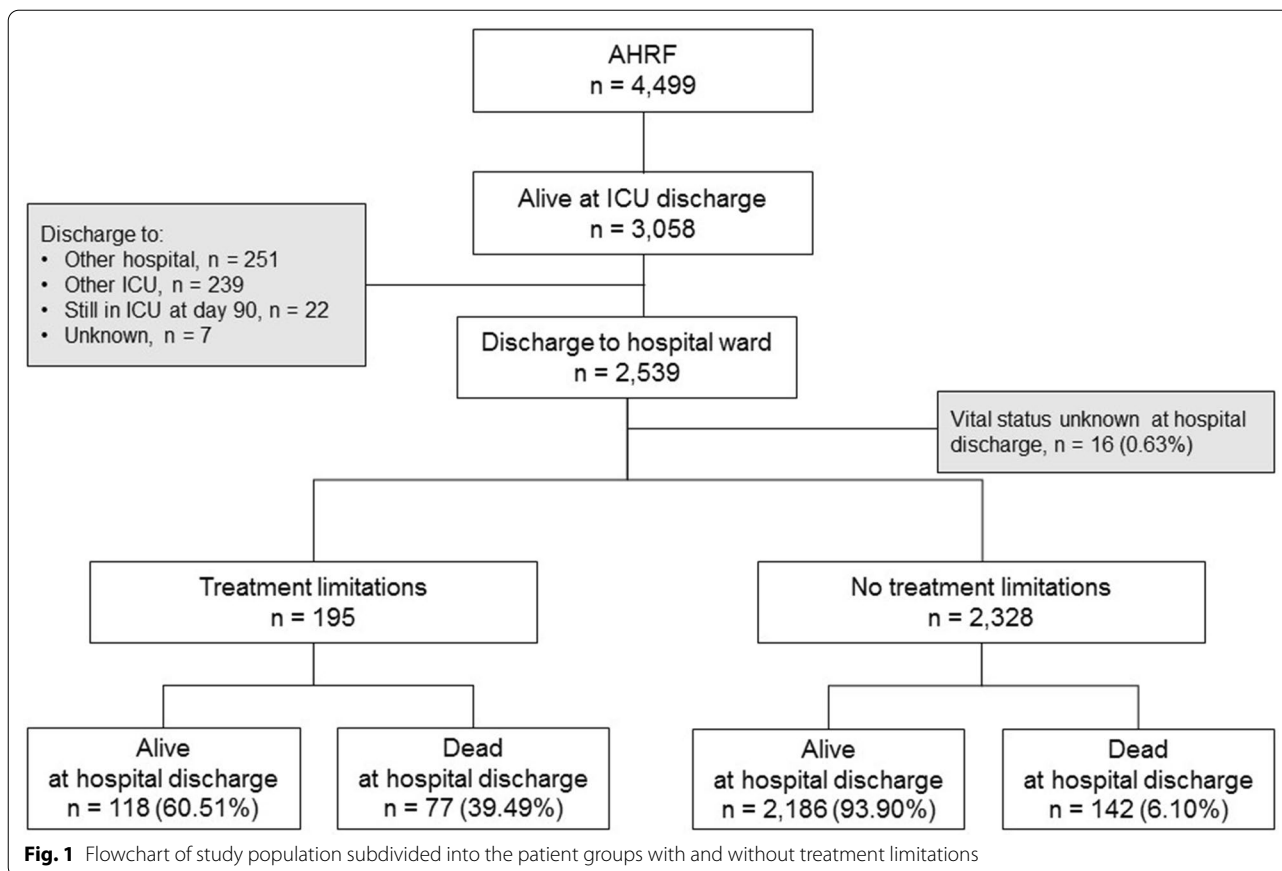 AHRF
n = 4,499
Alive at ICU discharge
n = 3,058
Discharge to:
• Other hospital, n = 251
• Other ICU, n = 239
• Still in ICU at day 90, n = 22
• Unknown, n = 7
Discharge to hospital ward
n = 2,539
Vital status unknown at hospital
discharge, n = 16 (0.63%)
Treatment limitations
n = 195
No treatment limitations
n = 2,328
Alive
at hospital discharge
n = 118 (60.51%)
Dead
at hospital discharge
n = 77 (39.49%)
Alive
at hospital discharge
n = 2,186 (93.90%)
Dead
at hospital discharge
n = 142 (6.10%)
Fig. 1 Flowchart of study population subdivided into the patient groups with and without treatment limitations